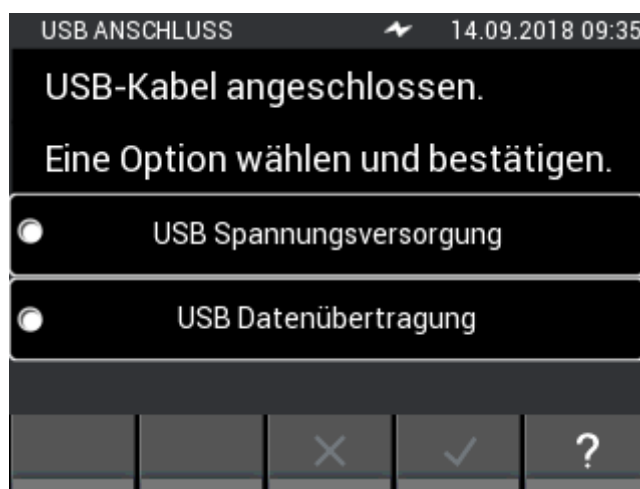 USB ANSCHLUSS 14.09.2018 09:35
USB-Kabel angeschlossen.
Eine Option wählen und bestätigen.
USB Spannungsversorgung
USB Datenübertragung
?